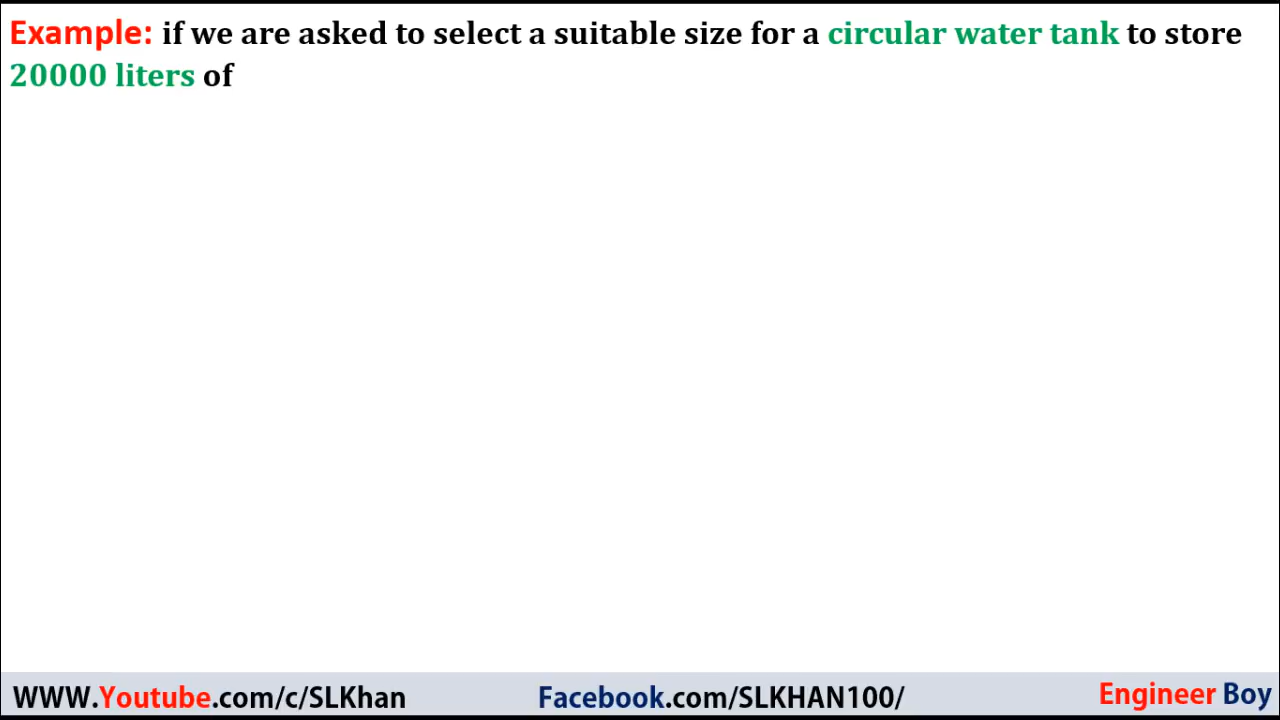 Example: if we are asked to select a suitable size for a circular water tank to store
20000 liters of
WWW.Youtube.com/c/SLKhan
Facebook.com/SLKHAN100/
Engineer Boy